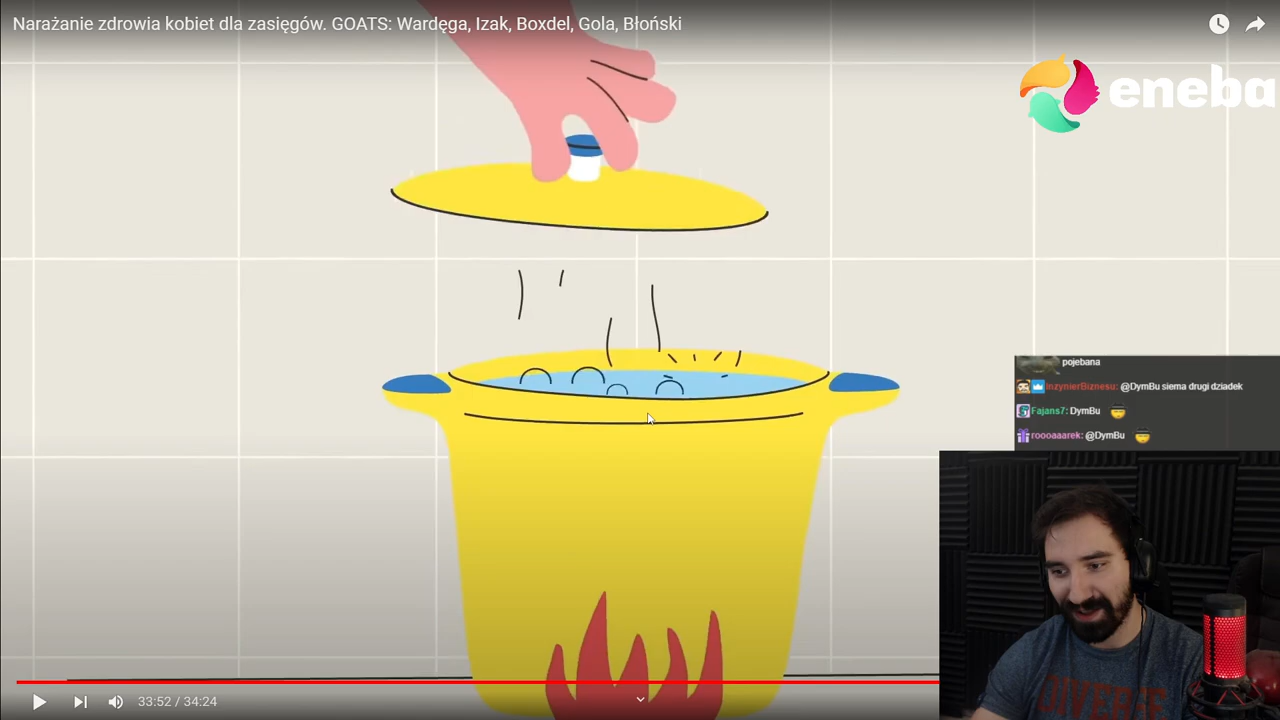 Narażanie zdrowia kobiet dla zasięgów. GOATS: Wardęga, Izak, Boxdel, Gola, Błoński
eneba
pojebana
InzynierBiznesu: @DymBu siema drugi dziadek
Fajans7: DymBu
roooaaarek: @DymBu
33:52 / 34:24
DIVERSE